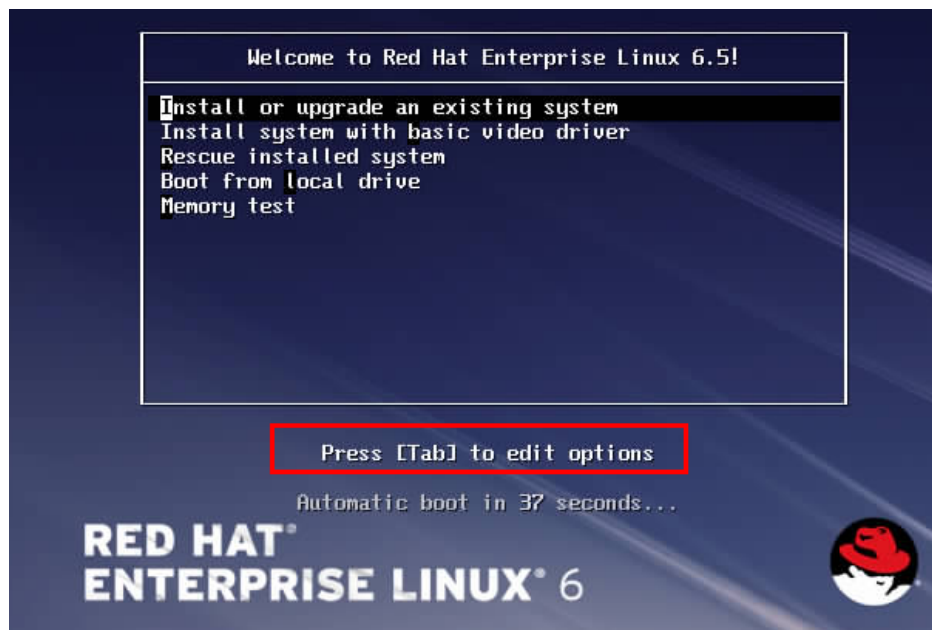 Welcome to Red Hat Enterprise Linux 6.5!
Install or upgrade an existing system
Install system with basic video driver
Rescue installed system
Boot from local drive
Memory test
Press [Tab] to edit options
Automatic boot in 37 seconds...
RED HAT®
ENTERPRISE LINUX® 6